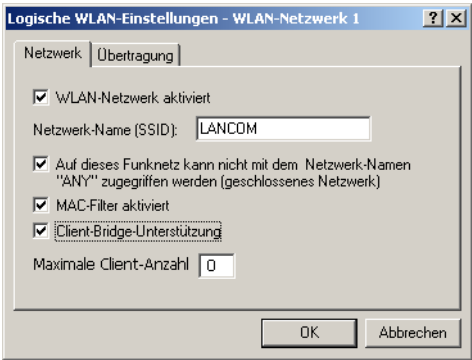 Logische WLAN-Einstellungen - WLAN-Netzwerk 1
Netzwerk Übertragung
WLAN-Netzwerk aktiviert
Netzwerk-Name (SSID): LANCOM
Auf dieses Funknetz kann nicht mit dem Netzwerk-Namen
"ANY" zugegriffen werden (geschlossenes Netzwerk)
MAC-Filter aktiviert
Client-Bridge-Unterstützung
Maximale Client-Anzahl 0
OK Abbrechen